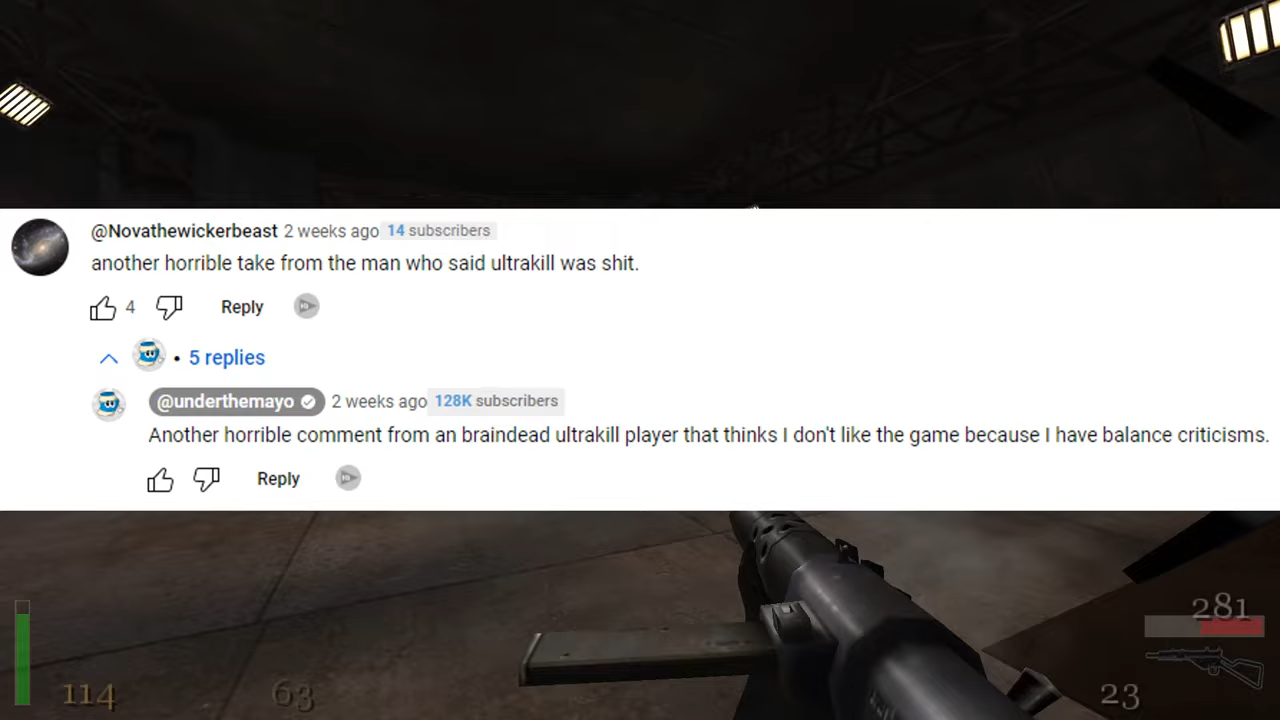 @Novathewickerbeast 2 weeks ago 14 subscribers
another horrible take from the man who said ultrakill was shit.
4 Reply
• 5 replies
@underthemayo 2 weeks ago 128K subscribers
Another horrible comment from an braindead ultrakill player that thinks I don't like the game because I have balance criticisms.
Reply
281
114 63 23